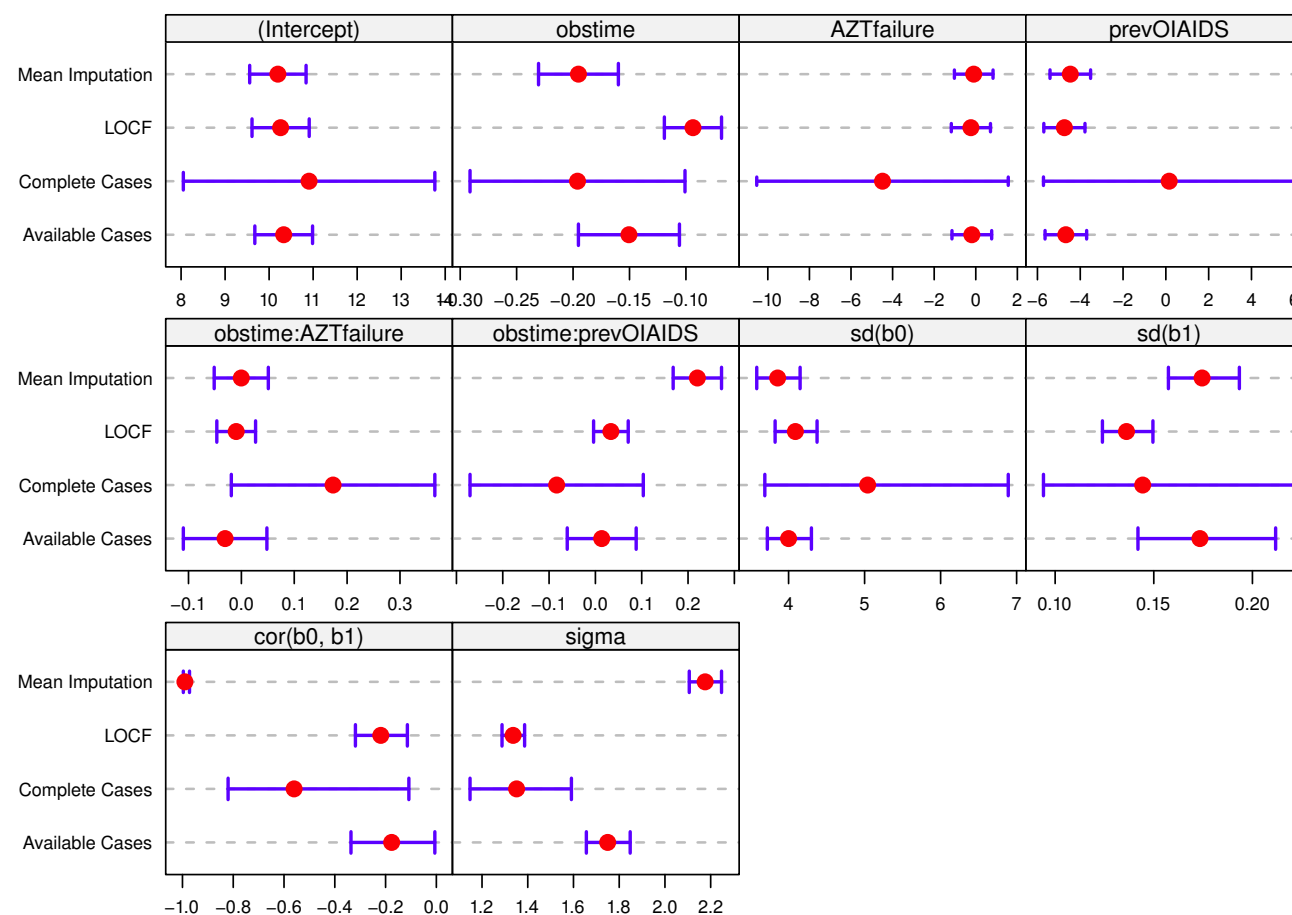 (Intercept) obstime AZTfailure prevOIAIDS
Mean Imputation
LOCF
Complete Cases
Available Cases
8 9 10 11 12 13 14 −0.30 −0.25 −0.20 −0.15 −0.10 −10 −8 −6 −4 −2 0 2 −6 −4 −2 0 2 4 6
obstime:AZTfailure obstime:prevOIAIDS sd(b0) sd(b1)
Mean Imputation
LOCF
Complete Cases
Available Cases
−0.1 0.0 0.1 0.2 0.3 −0.2 −0.1 0.0 0.1 0.2 4 5 6 7 0.10 0.15 0.20
cor(b0, b1) sigma
Mean Imputation
LOCF
Complete Cases
Available Cases
−1.0 −0.8 −0.6 −0.4 −0.2 0.0 1.2 1.4 1.6 1.8 2.0 2.2